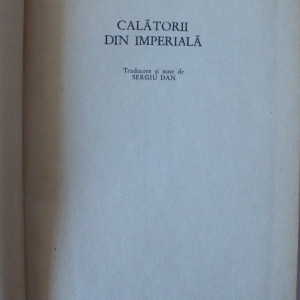 CALĂTORII
DIN IMPERIALĂ
Traducere și note de
SERGIU DAN